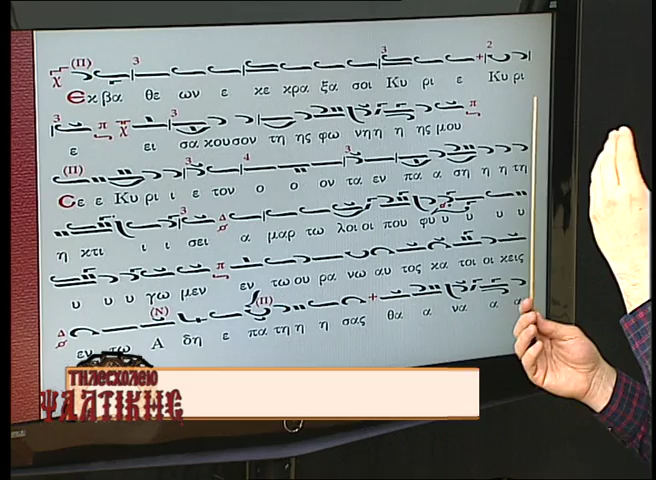 Εκ βα θε ων ε κε κρα ξα σοι Κυ ρι ε Κυ ρι
ε ει σα κου σον τη ης φω νη η η ης μου
Σε ε Κυ ρι ι ε τον ο ο ον τα εν πα α ση η η τη
η κτι ι ι σει α μαρ τω λοι οι που φυ υ υ υ υ
υ υ υ γω μεν εν τω ου ρα νω αυ τος κα τοι οι κεις
εν τω Α δη ε πα τη η η σας θα α να α α
ΤΗΛΕΣΧΟΛΕΙΟ
ΨΑΛΤΙΚΗΣ